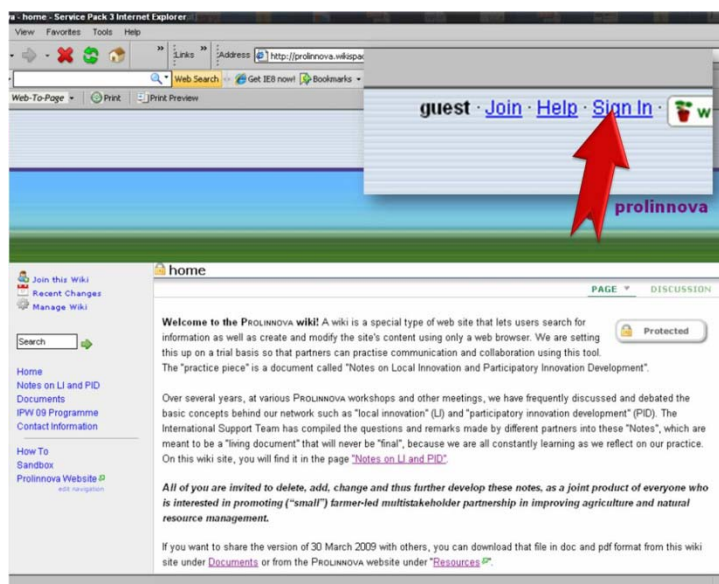 a - home - Service Pack 3 Internet Explorer
View Favorites Tools Help
» Links » Address http://prolinnova.wikispac
Web Search Get IE8 now! Bookmarks
Web-To-Page Print Print Preview
guest · Join · Help · Sign In · W
prolinnova
Join this Wiki
Recent Changes
Manage Wiki
Search
Home
Notes on LI and PID
Documents
IPW 09 Programme
Contact Information
How To
Sandbox
Prolinnova Website
edit navigation
home
PAGE DISCUSSION
Protected
Welcome to the PROLINNOVA wiki! A wiki is a special type of web site that lets users search for
information as well as create and modify the site's content using only a web browser. We are setting
this up on a trial basis so that partners can practise communication and collaboration using this tool.
The "practice piece" is a document called "Notes on Local Innovation and Participatory Innovation Development".
Over several years, at various PROLINNOVA workshops and other meetings, we have frequently discussed and debated the
basic concepts behind our network such as "local innovation" (LI) and "participatory innovation development" (PID). The
International Support Team has compiled the questions and remarks made by different partners into these "Notes", which are
meant to be a "living document" that will never be "final", because we are all constantly learning as we reflect on our practice.
On this wiki site, you will find it in the page "Notes on LI and PID".
All of you are invited to delete, add, change and thus further develop these notes, as a joint product of everyone who
is interested in promoting ("small") farmer-led multistakeholder partnership in improving agriculture and natural
resource management.
If you want to share the version of 30 March 2009 with others, you can download that file in doc and pdf format from this wiki
site under Documents or from the PROLINNOVA website under "Resources".